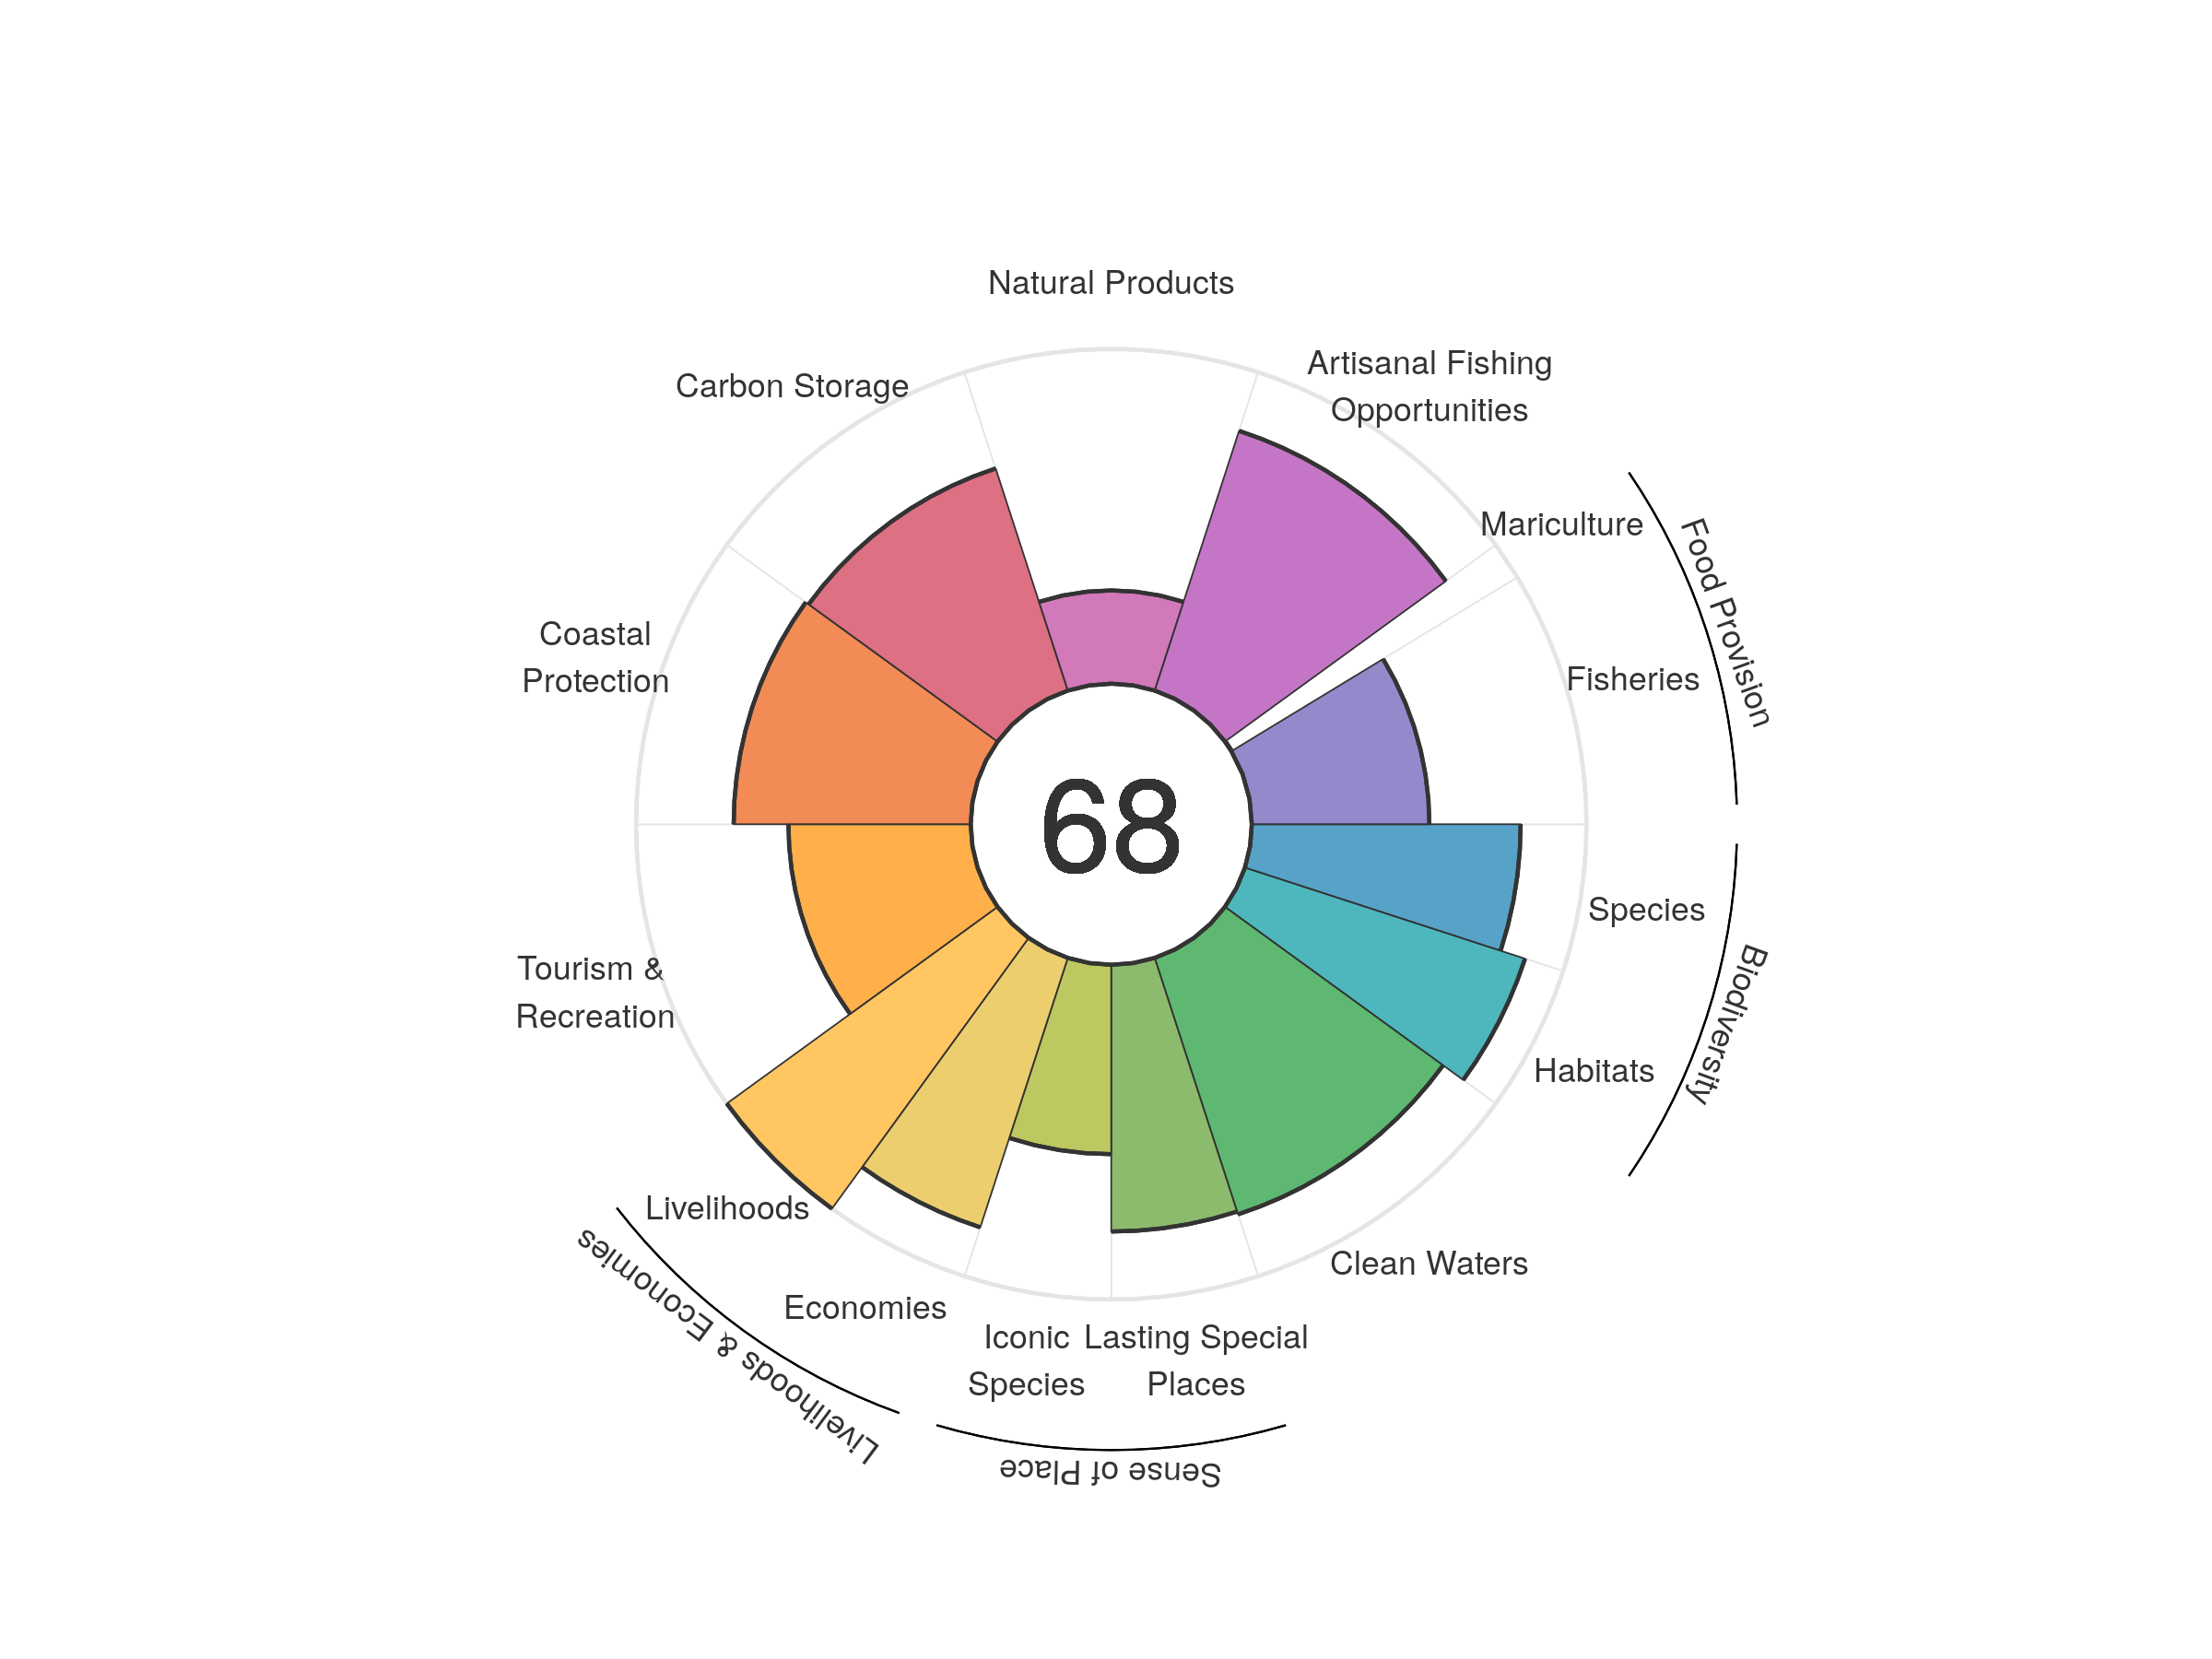 Natural Products
Artisanal Fishing
Opportunities
Carbon Storage
Mariculture
Food Provision
Coastal
Protection
Fisheries
68
Species
Biodiversity
Tourism &
Recreation
Habitats
Livelihoods
Livelihoods & Economies
Clean Waters
Economies
Iconic
Species
Lasting Special
Places
Sense of Place